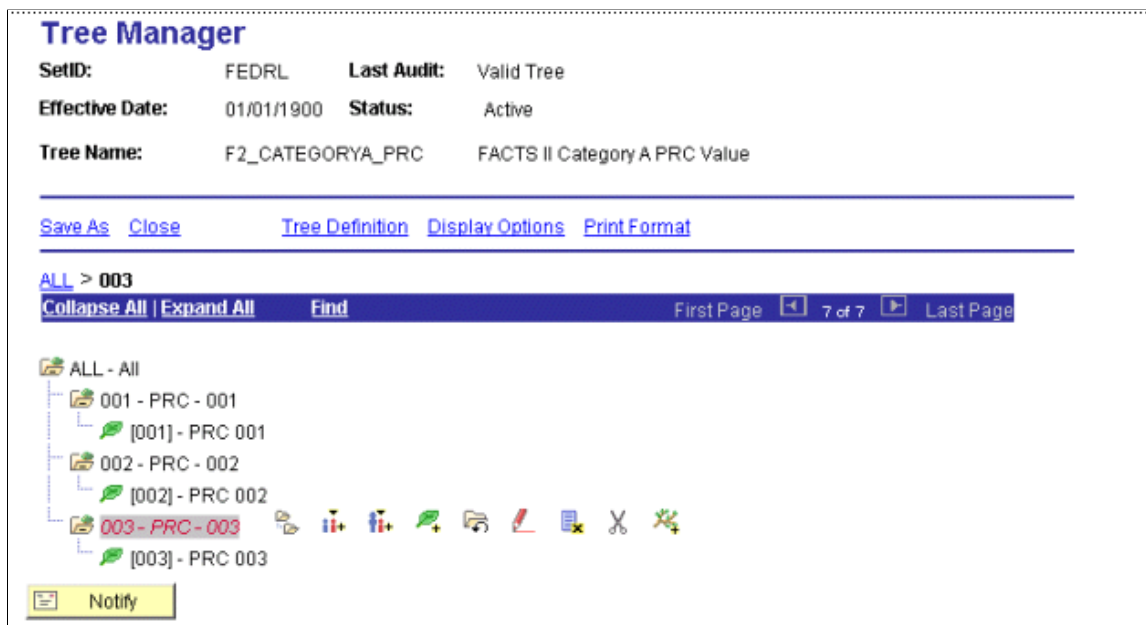 Tree Manager
SetID: FEDRL Last Audit: Valid Tree
Effective Date: 01/01/1900 Status: Active
Tree Name: F2_CATEGORYA_PRC FACTS II Category A PRC Value
Save As Close Tree Definition Display Options Print Format
ALL > 003
Collapse All | Expand All Find First Page 7 of 7 Last Page
ALL - All
001 - PRC - 001
[001] - PRC 001
002 - PRC - 002
[002] - PRC 002
003 - PRC - 003
[003] - PRC 003
Notify